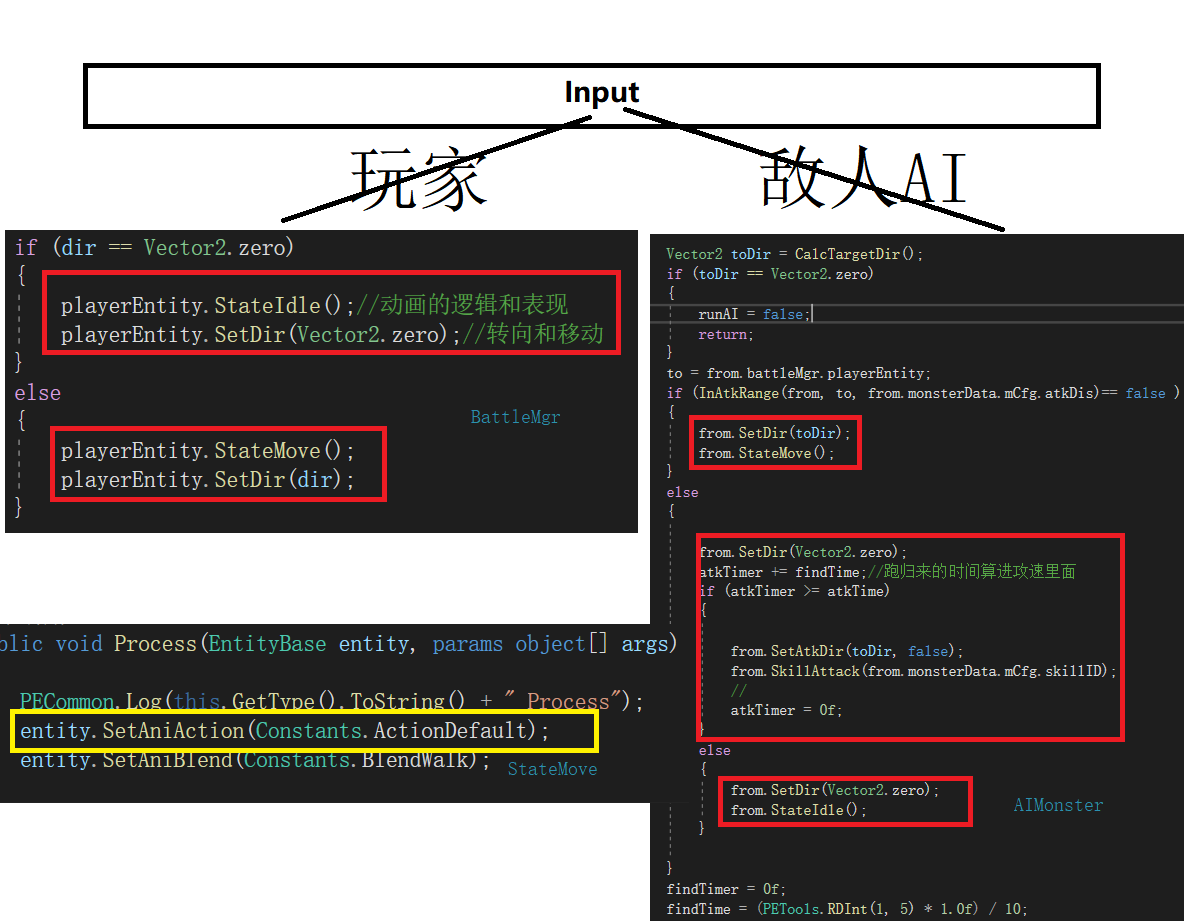 Input
玩家
敌人AI
if (dir == Vector2.zero)
{
playerEntity.StateIdle();//动画的逻辑和表现
playerEntity.SetDir(Vector2.zero);//转向和移动
}
else
{
BattleMgr
playerEntity.StateMove();
playerEntity.SetDir(dir);
}
blic void Process(EntityBase entity, params object[] args)
PECommon.Log(this.GetType().ToString() + " Process");
entity.SetAniAction(Constants.ActionDefault);
entity.SetAniBlend(Constants.BlendWalk);
StateMove
Vector2 toDir = CalcTargetDir();
if (toDir == Vector2.zero)
{
runAI = false;
return;
}
to = from.battleMgr.playerEntity;
if (InAtkRange(from, to, from.monsterData.mCfg.atkDis)== false )
{
from.SetDir(toDir);
from.StateMove();
}
else
{
from.SetDir(Vector2.zero);
atkTimer += findTime;//跑归来的时间算进攻速里面
if (atkTimer >= atkTime)
{
from.SetAtkDir(toDir, false);
from.SkillAttack(from.monsterData.mCfg.skillID);
//
atkTimer = 0f;
}
else
{
from.SetDir(Vector2.zero);
from.StateIdle();
AIMonster
}
}
findTimer = 0f;
findTime = (PETools.RDInt(1, 5) * 1.0f) / 10;